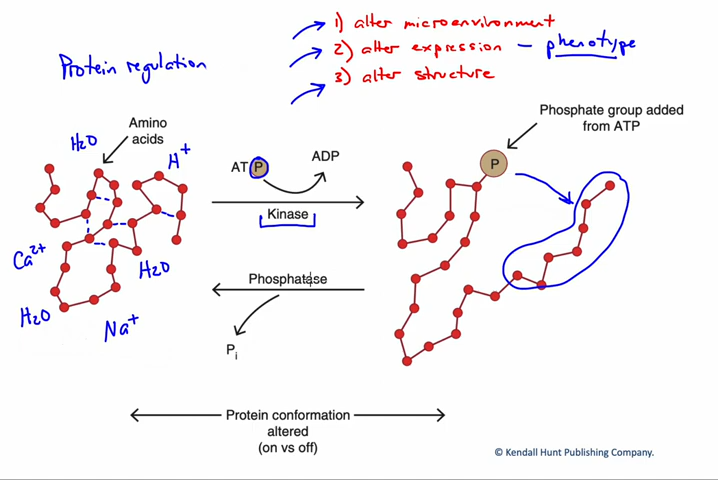 1) alter microenvironment
Protein regulation
2) alter expression – phenotype
3) alter structure
Phosphate group added
from ATP
Amino
acids
H2O
H+
ATP
ADP
P
Kinase
Ca2+
H2O
Phosphatase
H2O
Na+
Pi
Protein conformation
altered
(on vs off)
© Kendall Hunt Publishing Company.